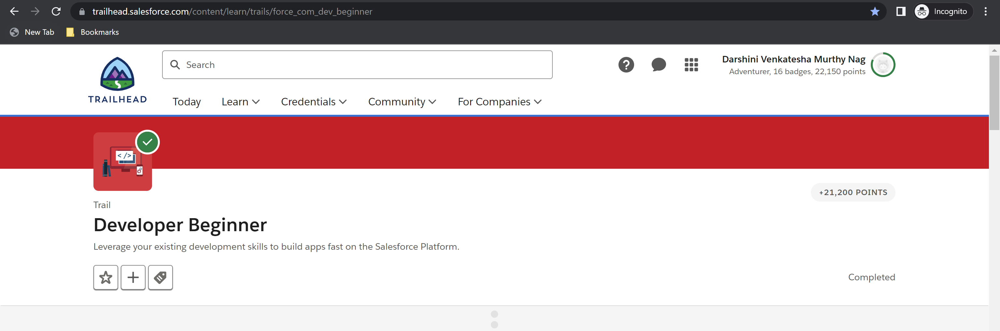 trailhead.salesforce.com/content/learn/trails/force_com_dev_beginner
Incognito
New Tab
Bookmarks
TRAILHEAD
Search
Darshini Venkatesha Murthy Nag
Adventurer, 16 badges, 22,150 points
Today
Learn
Credentials
Community
For Companies
</>
+21,200 POINTS
Trail
Developer Beginner
Leverage your existing development skills to build apps fast on the Salesforce Platform.
Completed